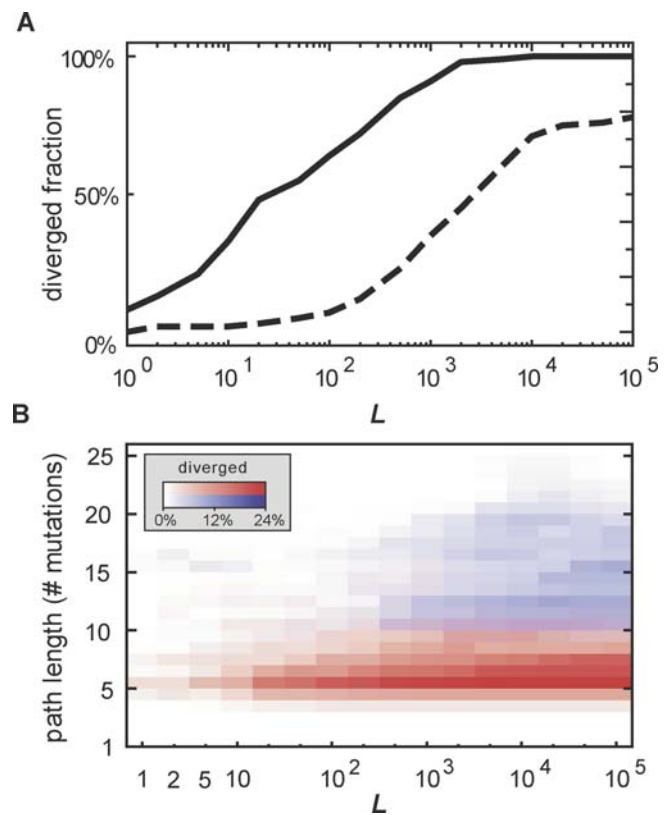 A
100%
50%
0%
diverged fraction
10^0 10^1 10^2 10^3 10^4 10^5
L
B
diverged
0% 12% 24%
25
20
15
10
5
1
path length (# mutations)
1 2 5 10 10^2 10^3 10^4 10^5
L